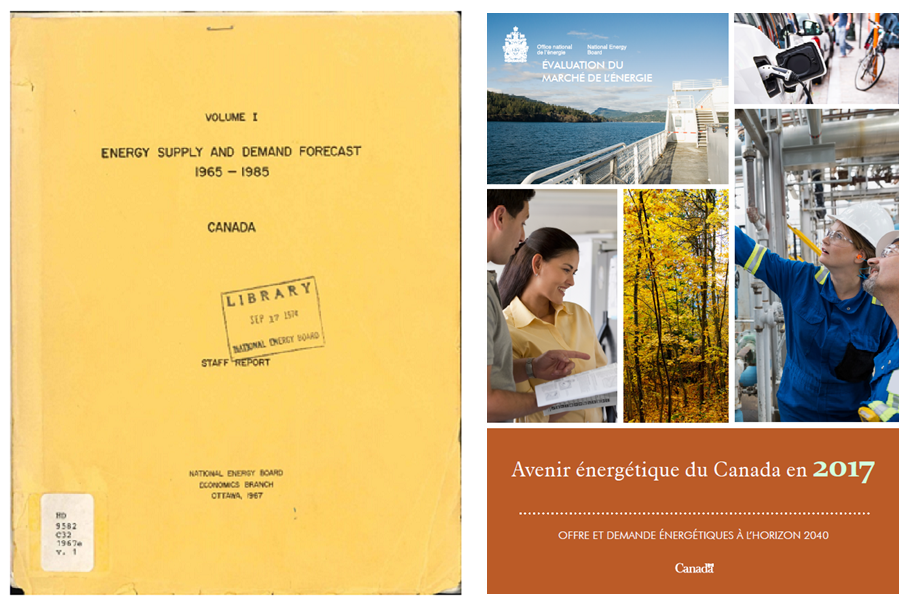 VOLUME I
ENERGY SUPPLY AND DEMAND FORECAST
1965 - 1985
CANADA
LIBRARY
SEP 17 1970
NATIONAL ENERGY BOARD
STAFF REPORT
NATIONAL ENERGY BOARD
ECONOMICS BRANCH
OTTAWA, 1967
HD
9582
C32
1967e
v. 1
Office national
de l'énergie
National Energy
Board
ÉVALUATION DU
MARCHÉ DE L'ÉNERGIE
Avenir énergétique du Canada en 2017
OFFRE ET DEMANDE ÉNERGÉTIQUES À L'HORIZON 2040
Canada